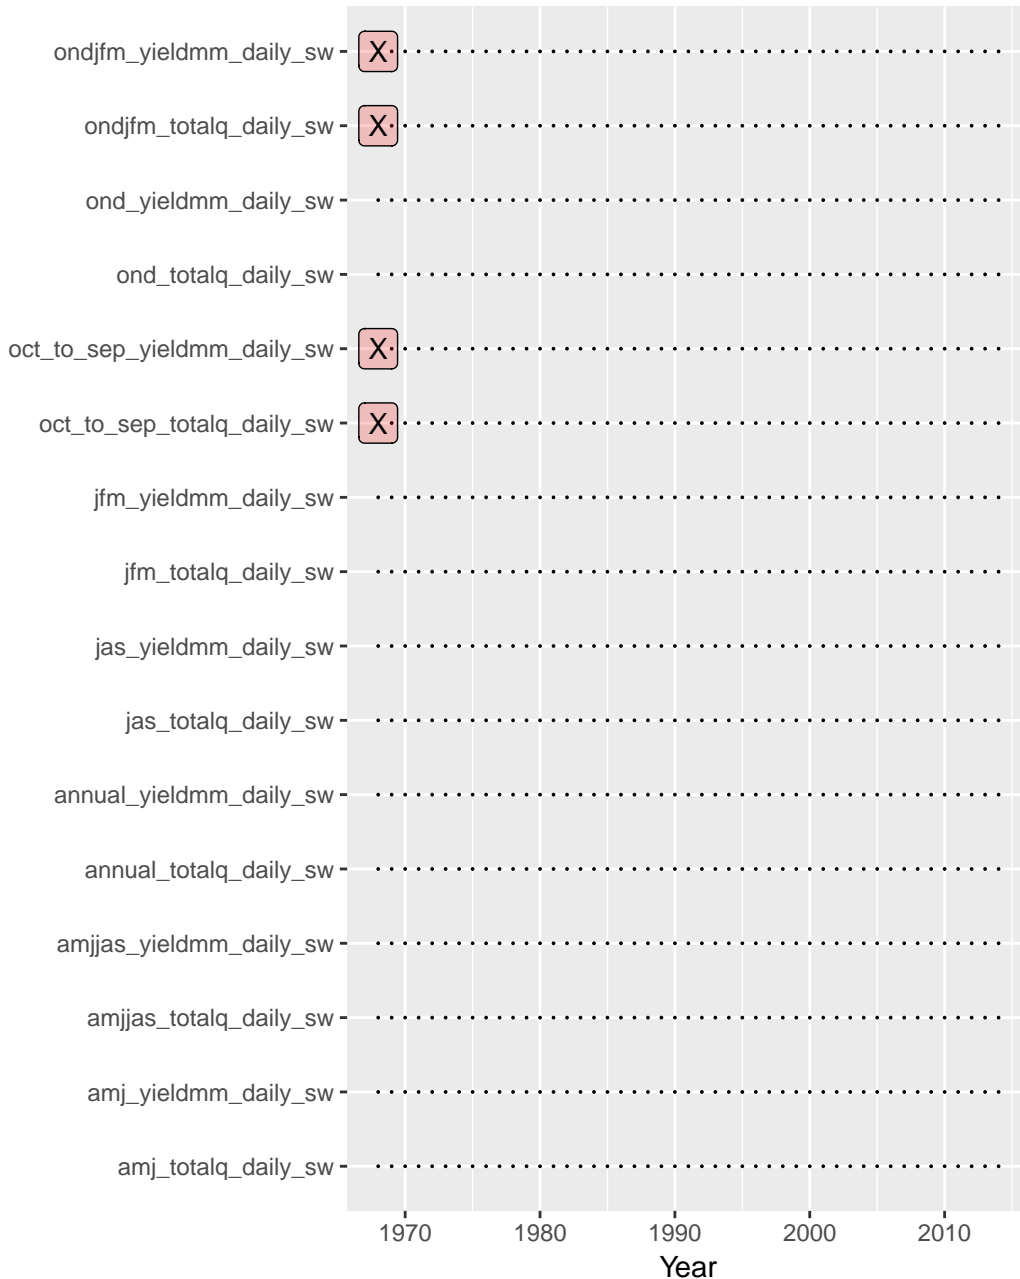 ondjfm_yieldmm_daily_sw X
ondjfm_totalq_daily_sw X
ond_yieldmm_daily_sw
ond_totalq_daily_sw
oct_to_sep_yieldmm_daily_sw X
oct_to_sep_totalq_daily_sw X
jfm_yieldmm_daily_sw
jfm_totalq_daily_sw
jas_yieldmm_daily_sw
jas_totalq_daily_sw
annual_yieldmm_daily_sw
annual_totalq_daily_sw
amjjas_yieldmm_daily_sw
amjjas_totalq_daily_sw
amj_yieldmm_daily_sw
amj_totalq_daily_sw
1970 1980 1990 2000 2010
Year